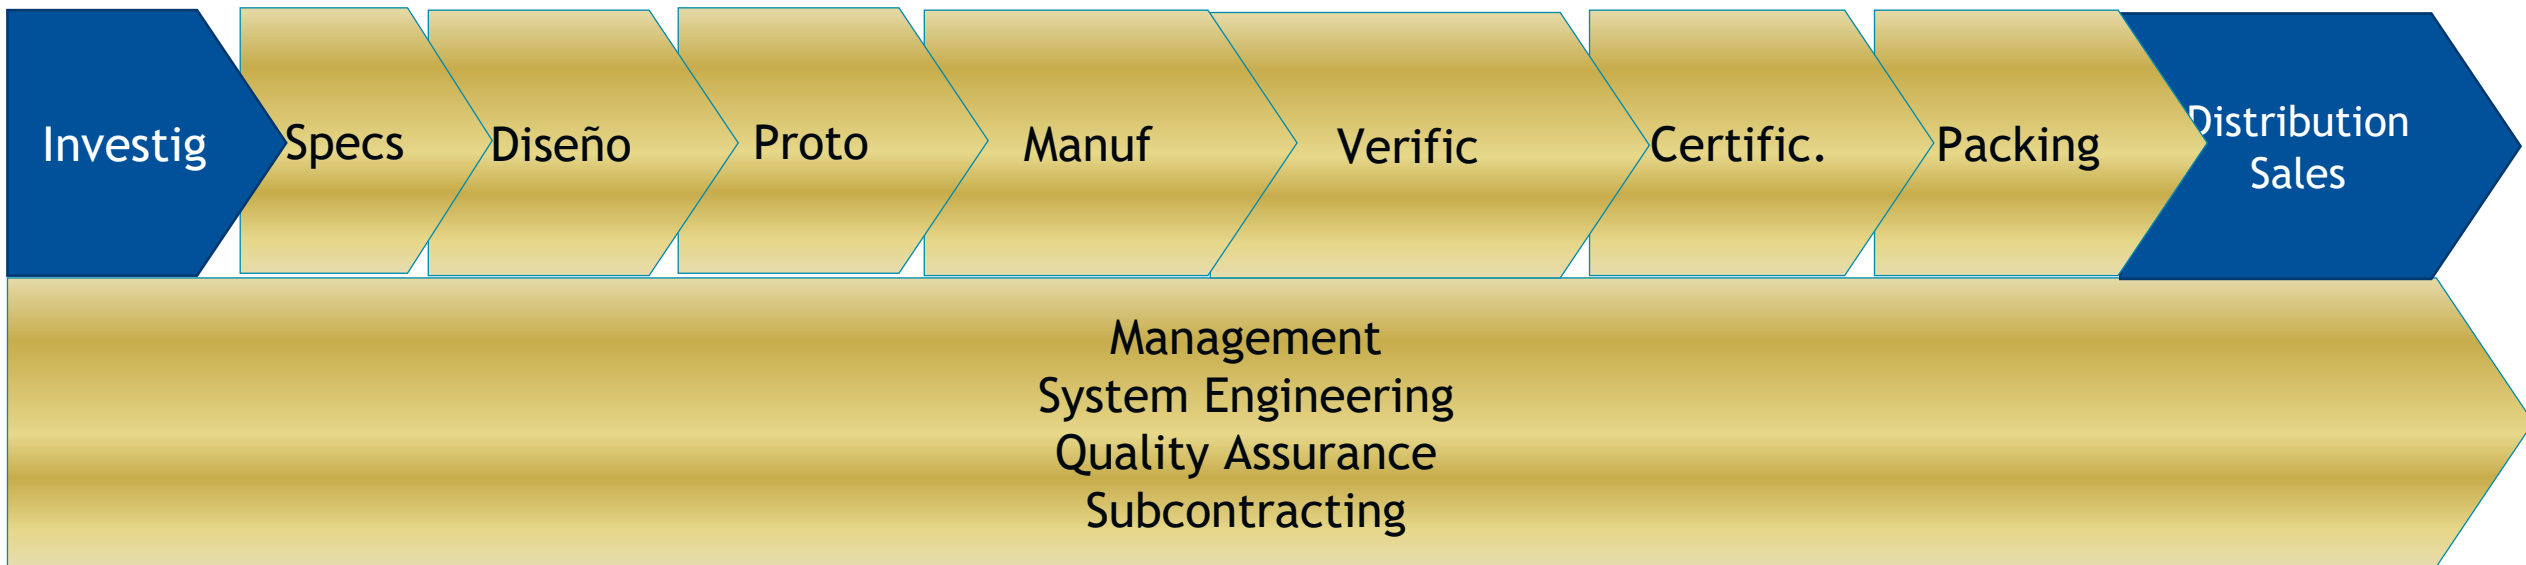 Investig
Specs
Diseño
Proto
Manuf
Verific
Certific.
Packing
Distribution
Sales
Management
System Engineering
Quality Assurance
Subcontracting